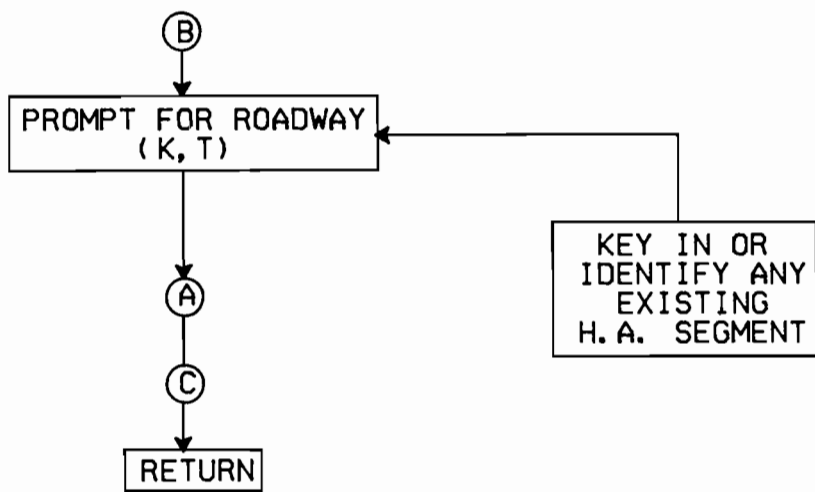 B
PROMPT FOR ROADWAY
(K,T)
KEY IN OR
IDENTIFY ANY
EXISTING
H.A. SEGMENT
A
C
RETURN